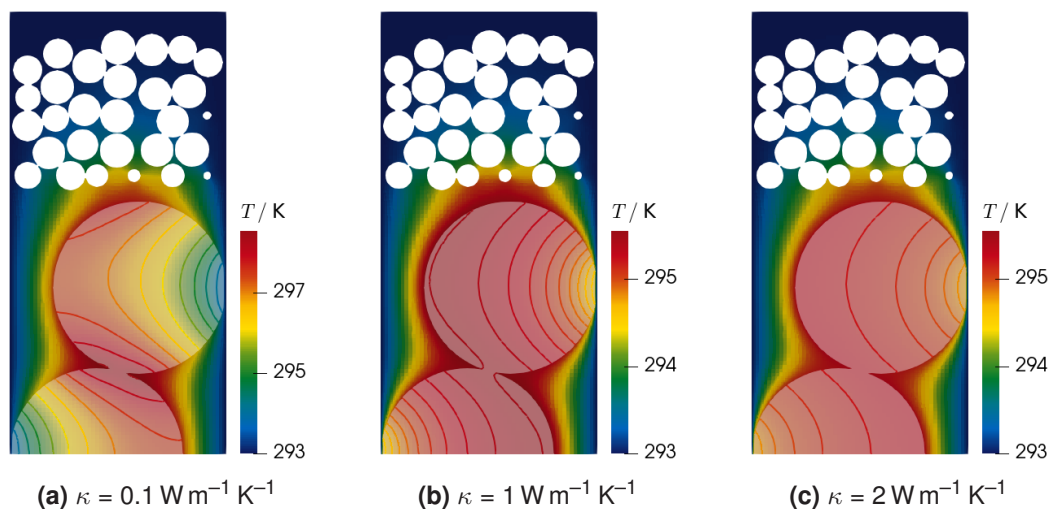 T / K
297
295
293
T / K
295
294
293
T / K
295
294
293
(a) κ = 0.1 W m⁻¹ K⁻¹
(b) κ = 1 W m⁻¹ K⁻¹
(c) κ = 2 W m⁻¹ K⁻¹